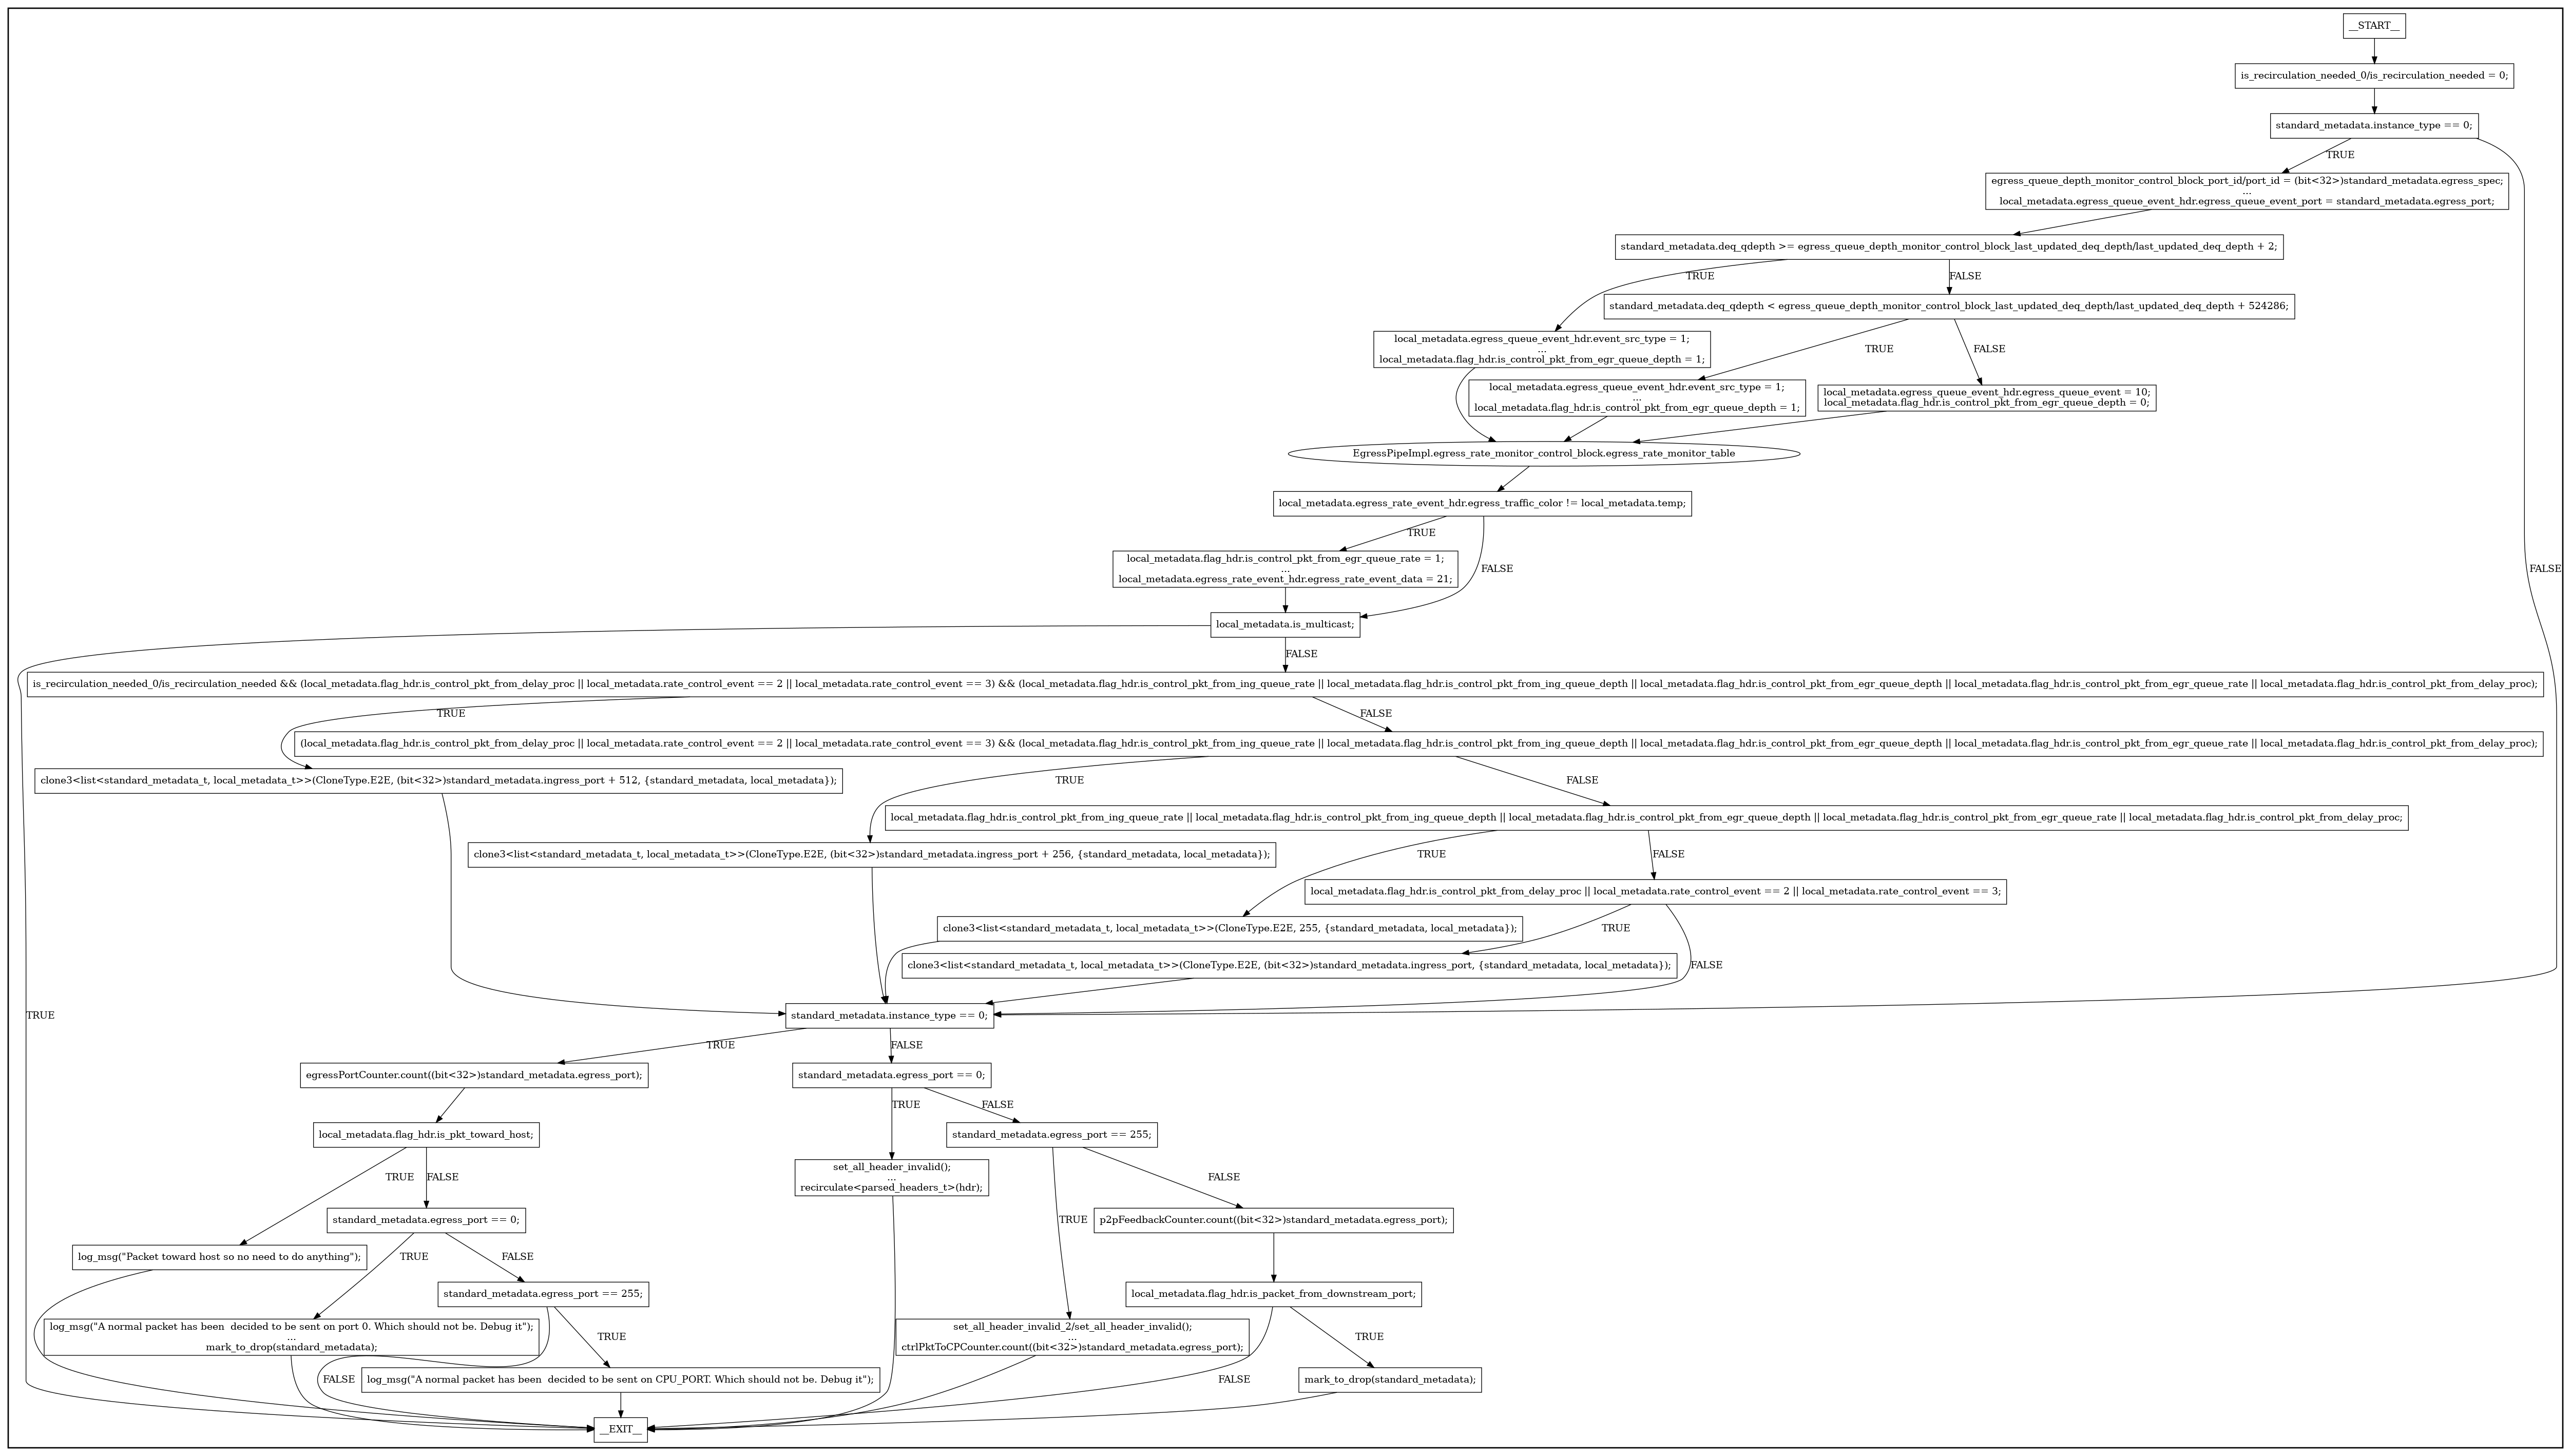 __START__
is_recirculation_needed_0/is_recirculation_needed = 0;
standard_metadata.instance_type == 0;
TRUE
egress_queue_depth_monitor_control_block_port_id/port_id = (bit<32>)standard_metadata.egress_spec;
...
local_metadata.egress_queue_event_hdr.egress_queue_event_port = standard_metadata.egress_port;
standard_metadata.deq_qdepth >= egress_queue_depth_monitor_control_block_last_updated_deq_depth/last_updated_deq_depth + 2;
TRUE
FALSE
standard_metadata.deq_qdepth < egress_queue_depth_monitor_control_block_last_updated_deq_depth/last_updated_deq_depth + 524286;
local_metadata.egress_queue_event_hdr.event_src_type = 1;
...
local_metadata.flag_hdr.is_control_pkt_from_egr_queue_depth = 1;
TRUE
FALSE
local_metadata.egress_queue_event_hdr.event_src_type = 1;
...
local_metadata.flag_hdr.is_control_pkt_from_egr_queue_depth = 1;
local_metadata.egress_queue_event_hdr.egress_queue_event = 10;
local_metadata.flag_hdr.is_control_pkt_from_egr_queue_depth = 0;
EgressPipeImpl.egress_rate_monitor_control_block.egress_rate_monitor_table
local_metadata.egress_rate_event_hdr.egress_traffic_color != local_metadata.temp;
TRUE
local_metadata.flag_hdr.is_control_pkt_from_egr_queue_rate = 1;
...
local_metadata.egress_rate_event_hdr.egress_rate_event_data = 21;
FALSE
FALSE
local_metadata.is_multicast;
FALSE
is_recirculation_needed_0/is_recirculation_needed && (local_metadata.flag_hdr.is_control_pkt_from_delay_proc || local_metadata.rate_control_event == 2 || local_metadata.rate_control_event == 3) && (local_metadata.flag_hdr.is_control_pkt_from_ing_queue_rate || local_metadata.flag_hdr.is_control_pkt_from_ing_queue_depth || local_metadata.flag_hdr.is_control_pkt_from_egr_queue_depth || local_metadata.flag_hdr.is_control_pkt_from_egr_queue_rate || local_metadata.flag_hdr.is_control_pkt_from_delay_proc);
TRUE
FALSE
(local_metadata.flag_hdr.is_control_pkt_from_delay_proc || local_metadata.rate_control_event == 2 || local_metadata.rate_control_event == 3) && (local_metadata.flag_hdr.is_control_pkt_from_ing_queue_rate || local_metadata.flag_hdr.is_control_pkt_from_ing_queue_depth || local_metadata.flag_hdr.is_control_pkt_from_egr_queue_depth || local_metadata.flag_hdr.is_control_pkt_from_egr_queue_rate || local_metadata.flag_hdr.is_control_pkt_from_delay_proc);
clone3<list<standard_metadata_t, local_metadata_t>>(CloneType.E2E, (bit<32>)standard_metadata.ingress_port + 512, {standard_metadata, local_metadata});
TRUE
FALSE
local_metadata.flag_hdr.is_control_pkt_from_ing_queue_rate || local_metadata.flag_hdr.is_control_pkt_from_ing_queue_depth || local_metadata.flag_hdr.is_control_pkt_from_egr_queue_depth || local_metadata.flag_hdr.is_control_pkt_from_egr_queue_rate || local_metadata.flag_hdr.is_control_pkt_from_delay_proc;
clone3<list<standard_metadata_t, local_metadata_t>>(CloneType.E2E, (bit<32>)standard_metadata.ingress_port + 256, {standard_metadata, local_metadata});
TRUE
FALSE
local_metadata.flag_hdr.is_control_pkt_from_delay_proc || local_metadata.rate_control_event == 2 || local_metadata.rate_control_event == 3;
clone3<list<standard_metadata_t, local_metadata_t>>(CloneType.E2E, 255, {standard_metadata, local_metadata});
TRUE
clone3<list<standard_metadata_t, local_metadata_t>>(CloneType.E2E, (bit<32>)standard_metadata.ingress_port, {standard_metadata, local_metadata});
FALSE
TRUE
standard_metadata.instance_type == 0;
TRUE
FALSE
egressPortCounter.count((bit<32>)standard_metadata.egress_port);
standard_metadata.egress_port == 0;
TRUE
FALSE
local_metadata.flag_hdr.is_pkt_toward_host;
standard_metadata.egress_port == 255;
TRUE
FALSE
set_all_header_invalid();
...
recirculate<parsed_headers_t>(hdr);
FALSE
standard_metadata.egress_port == 0;
TRUE
p2pFeedbackCounter.count((bit<32>)standard_metadata.egress_port);
log_msg("Packet toward host so no need to do anything");
TRUE
FALSE
standard_metadata.egress_port == 255;
local_metadata.flag_hdr.is_packet_from_downstream_port;
log_msg("A normal packet has been  decided to be sent on port 0. Which should not be. Debug it");
...
mark_to_drop(standard_metadata);
TRUE
set_all_header_invalid_2/set_all_header_invalid();
...
ctrlPktToCPCounter.count((bit<32>)standard_metadata.egress_port);
TRUE
FALSE
log_msg("A normal packet has been  decided to be sent on CPU_PORT. Which should not be. Debug it");
FALSE
mark_to_drop(standard_metadata);
__EXIT__